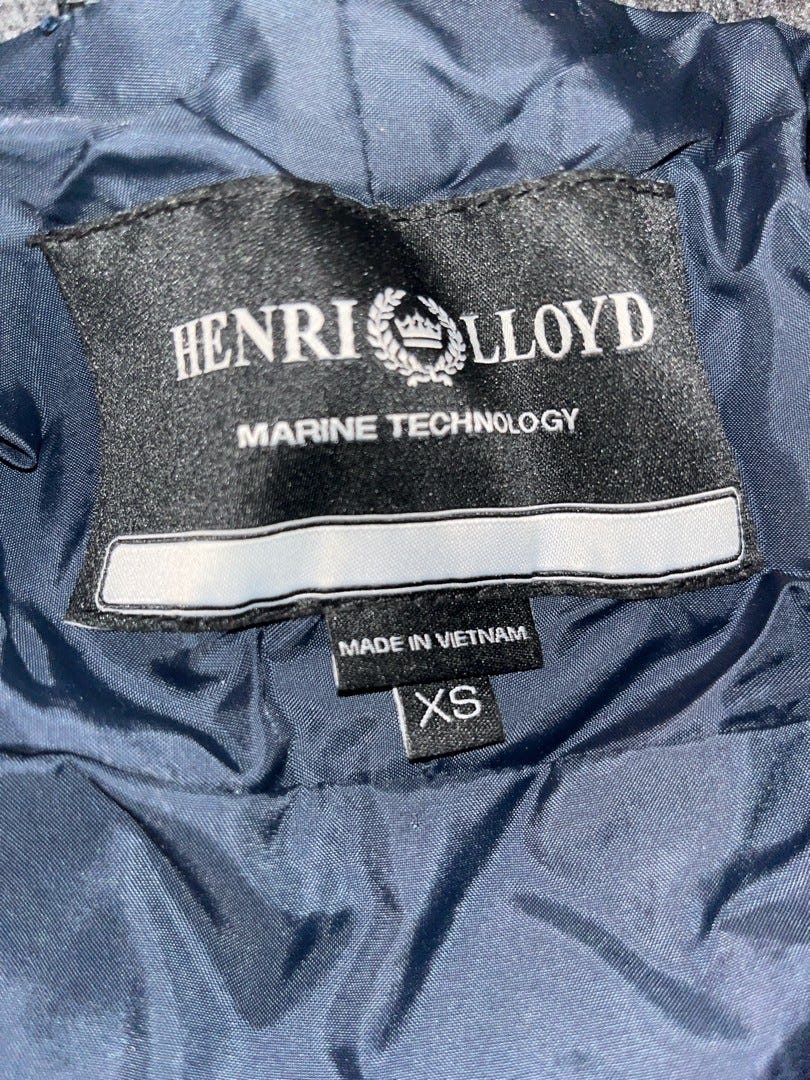 HENRI LLOYD
MARINE TECHNOLOGY
MADE IN VIETNAM
XS